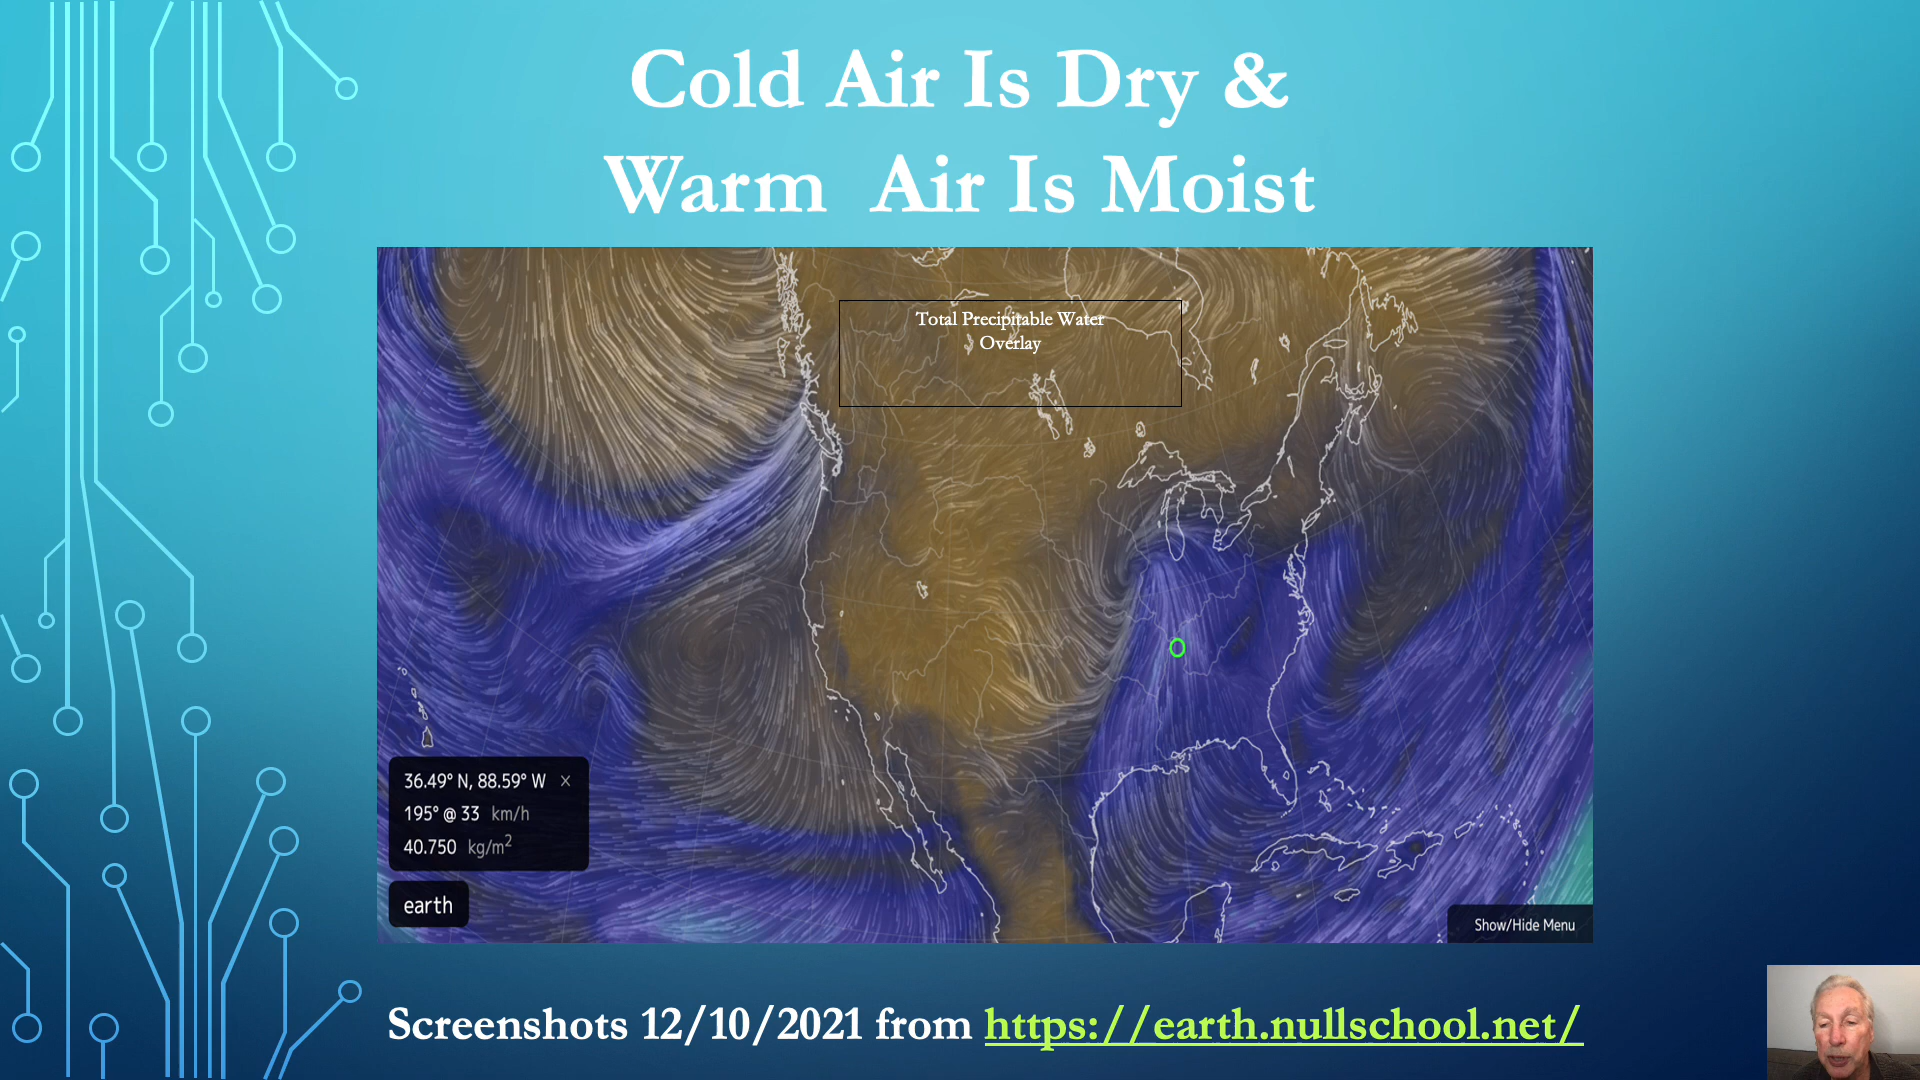 Cold Air Is Dry &
Warm Air Is Moist
Total Precipitable Water
Overlay
36.49° N, 88.59° W ×
195° @ 33 km/h
40.750 kg/m²
earth
Show/Hide Menu
Screenshots 12/10/2021 from https://earth.nullschool.net/